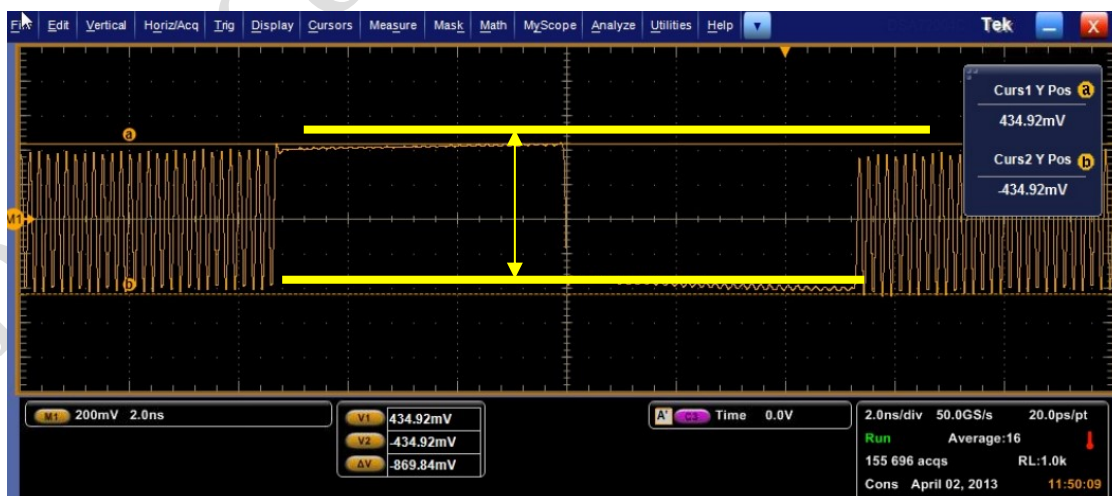 File Edit Vertical Horiz/Acq Trig Display Cursors Measure Mask Math MyScope Analyze Utilities Help Tek X
Curs1 Y Pos a
434.92mV
Curs2 Y Pos b
-434.92mV
a
M1
b
M1 200mV 2.0ns
V1 434.92mV
V2 -434.92mV
ΔV -869.84mV
A' C3 Time 0.0V
2.0ns/div 50.0GS/s 20.0ps/pt
Run Average:16
155 696 acqs RL:1.0k
Cons April 02, 2013 11:50:09